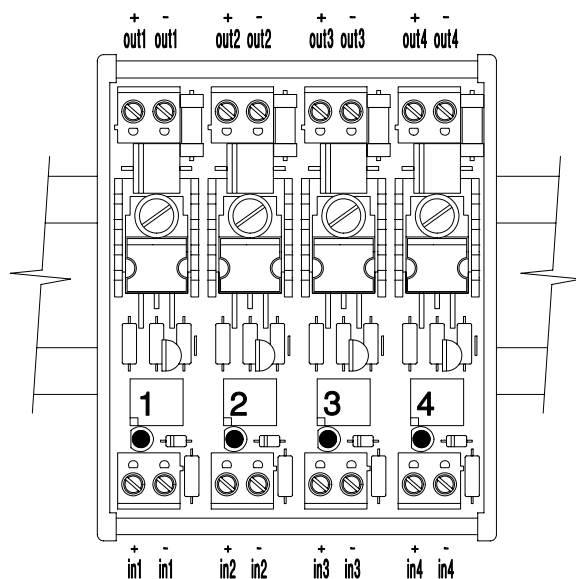 + - + - + - + -
out1 out1 out2 out2 out3 out3 out4 out4
1 2 3 4
+ - + - + - + -
in1 in1 in2 in2 in3 in3 in4 in4